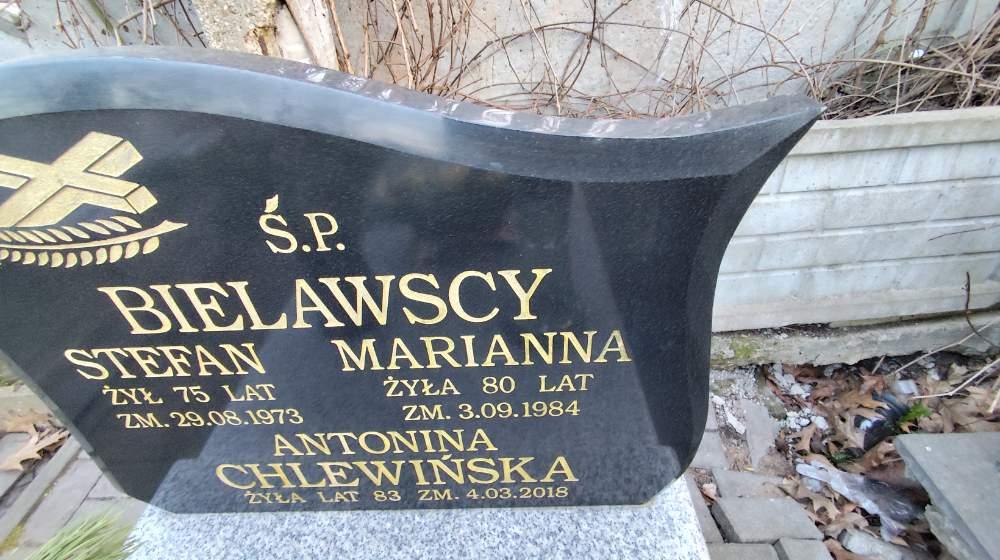 Ś.P.
BIELAWSCY
STEFAN MARIANNA
ŻYŁ 75 LAT ŻYŁA 80 LAT
ZM. 29.08.1973 ZM. 3.09.1984
ANTONINA
CHLEWIŃSKA
ŻYŁA LAT 83 ZM. 4.03.2018